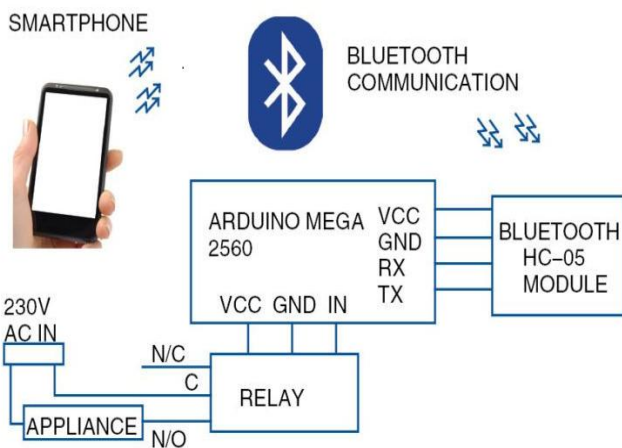 SMARTPHONE
BLUETOOTH
COMMUNICATION
ARDUINO MEGA
2560
VCC
GND
RX
TX
BLUETOOTH
HC–05
MODULE
VCC GND IN
230V
AC IN
N/C
C
RELAY
APPLIANCE
N/O